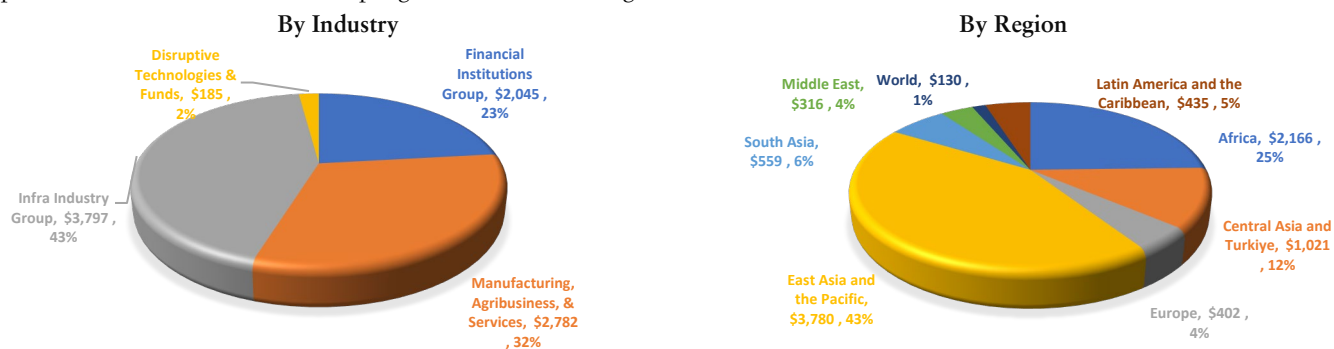 By Industry
Disruptive
Technologies &
Funds, $185 ,
2%
Financial
Institutions
Group, $2,045 ,
23%
Infra Industry
Group, $3,797 ,
43%
Manufacturing,
Agribusiness, &
Services, $2,782
, 32%
By Region
Middle East,
$316 , 4%
World, $130 ,
1%
Latin America and the
Caribbean, $435 , 5%
South Asia,
$559 , 6%
Africa, $2,166 ,
25%
Central Asia and
Turkiye, $1,021
, 12%
East Asia and
the Pacific,
$3,780 , 43%
Europe, $402 ,
4%